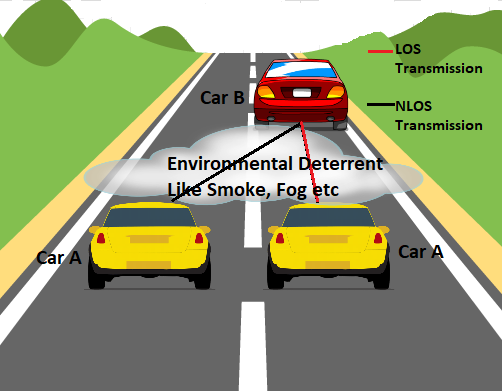 LOS
Transmission
Car B
NLOS
Transmission
Environmental Deterrent
Like Smoke, Fog etc
Car A
Car A